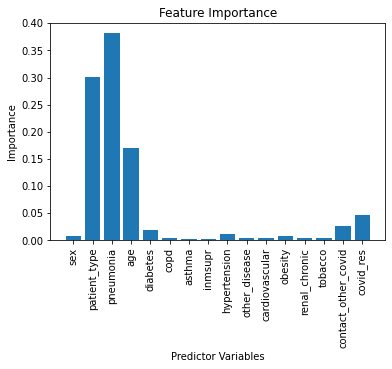 Feature Importance
Importance
0.40
0.35
0.30
0.25
0.20
0.15
0.10
0.05
0.00
sex
patient_type
pneumonia
age
diabetes
copd
asthma
inmsupr
hypertension
other_disease
cardiovascular
obesity
renal_chronic
tobacco
contact_other_covid
covid_res
Predictor Variables